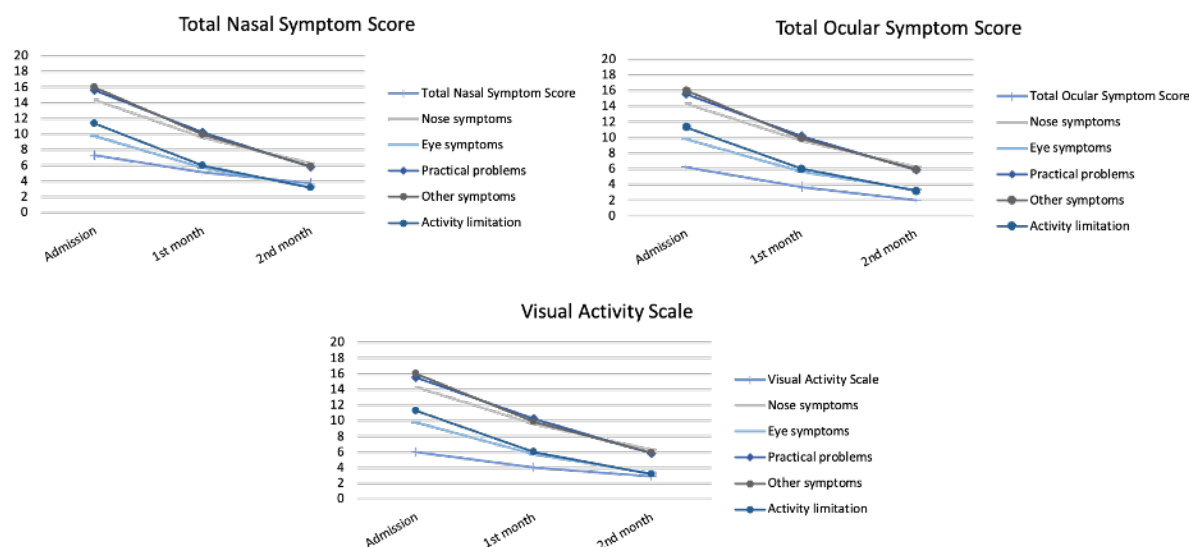 Total Nasal Symptom Score
20
18
16
14
12
10
8
6
4
2
0
Admission
1st month
2nd month
Total Nasal Symptom Score
Nose symptoms
Eye symptoms
Practical problems
Other symptoms
Activity limitation
Total Ocular Symptom Score
20
18
16
14
12
10
8
6
4
2
0
Admission
1st month
2nd month
Total Ocular Symptom Score
Nose symptoms
Eye symptoms
Practical problems
Other symptoms
Activity limitation
Visual Activity Scale
20
18
16
14
12
10
8
6
4
2
0
Admission
1st month
2nd month
Visual Activity Scale
Nose symptoms
Eye symptoms
Practical problems
Other symptoms
Activity limitation